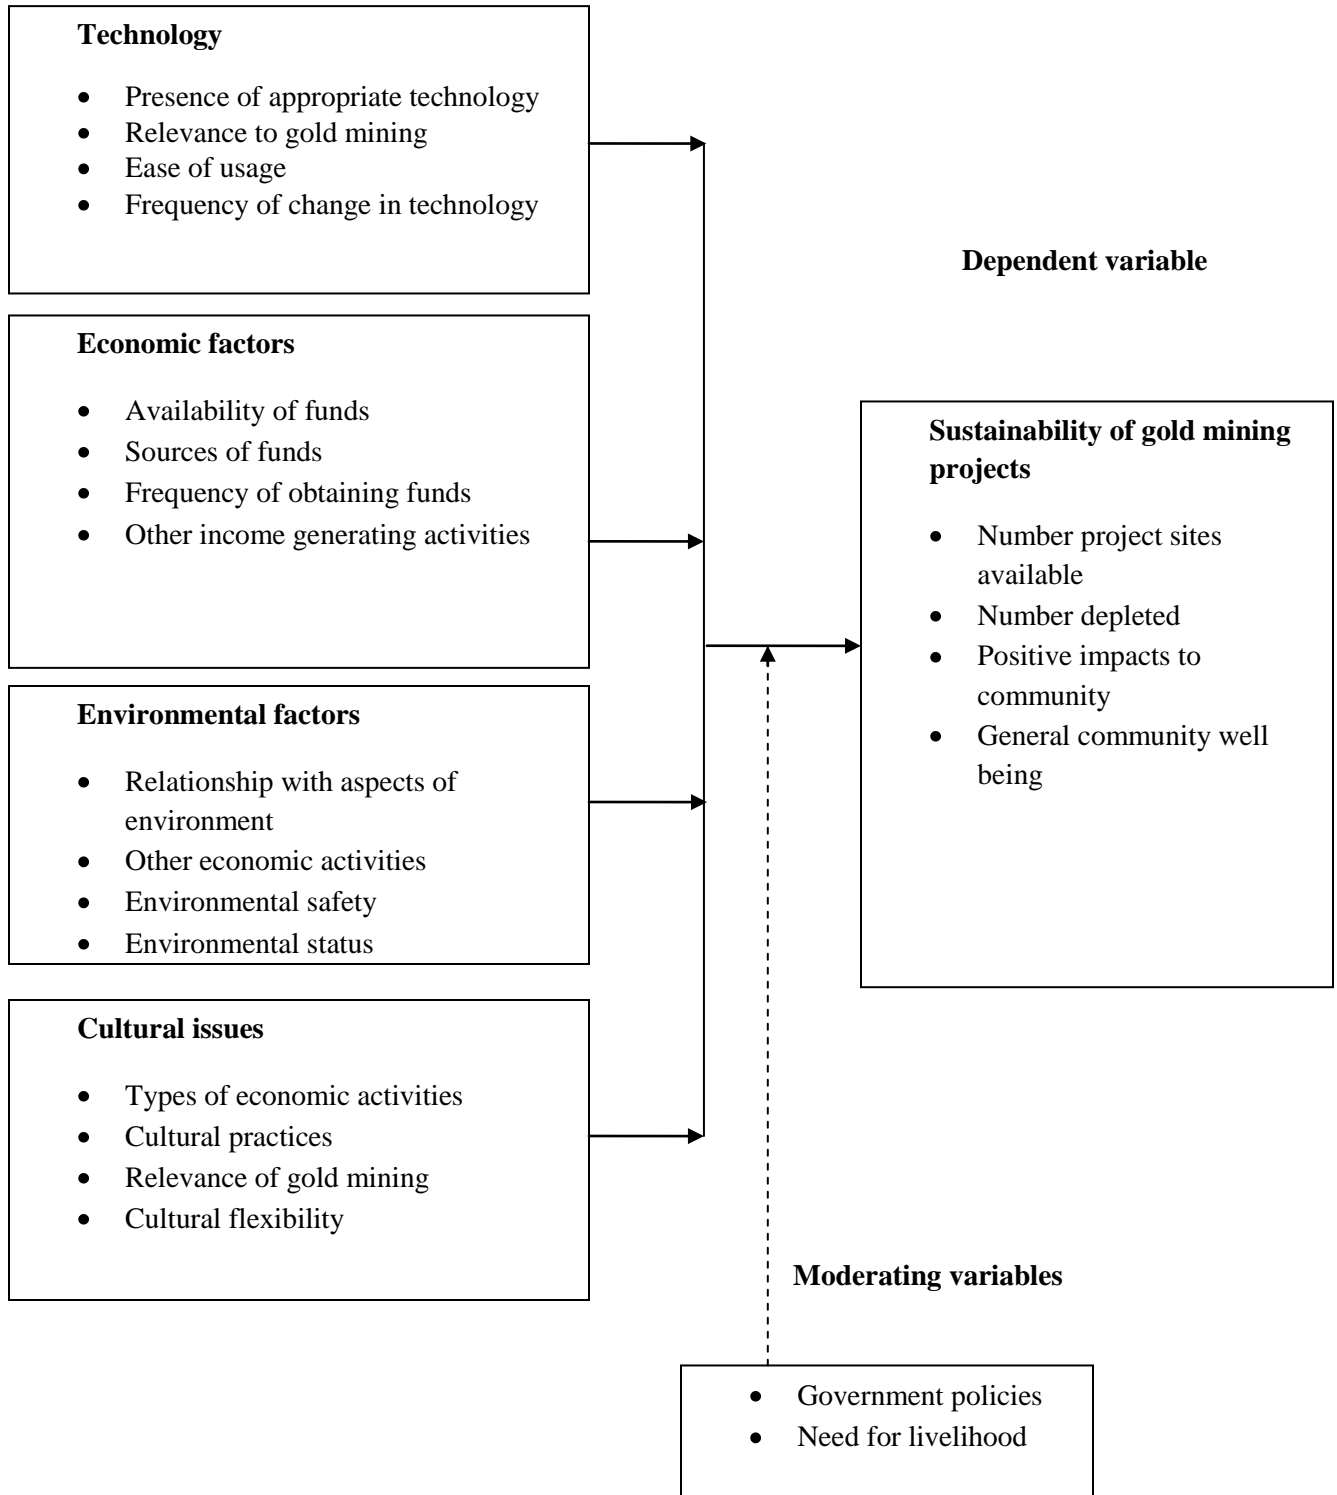 Technology
• Presence of appropriate technology
• Relevance to gold mining
• Ease of usage
• Frequency of change in technology
Dependent variable
Economic factors
• Availability of funds
• Sources of funds
• Frequency of obtaining funds
• Other income generating activities
Sustainability of gold mining
projects
• Number project sites
available
• Number depleted
• Positive impacts to
community
• General community well
being
Environmental factors
• Relationship with aspects of
environment
• Other economic activities
• Environmental safety
• Environmental status
Cultural issues
• Types of economic activities
• Cultural practices
• Relevance of gold mining
• Cultural flexibility
Moderating variables
• Government policies
• Need for livelihood